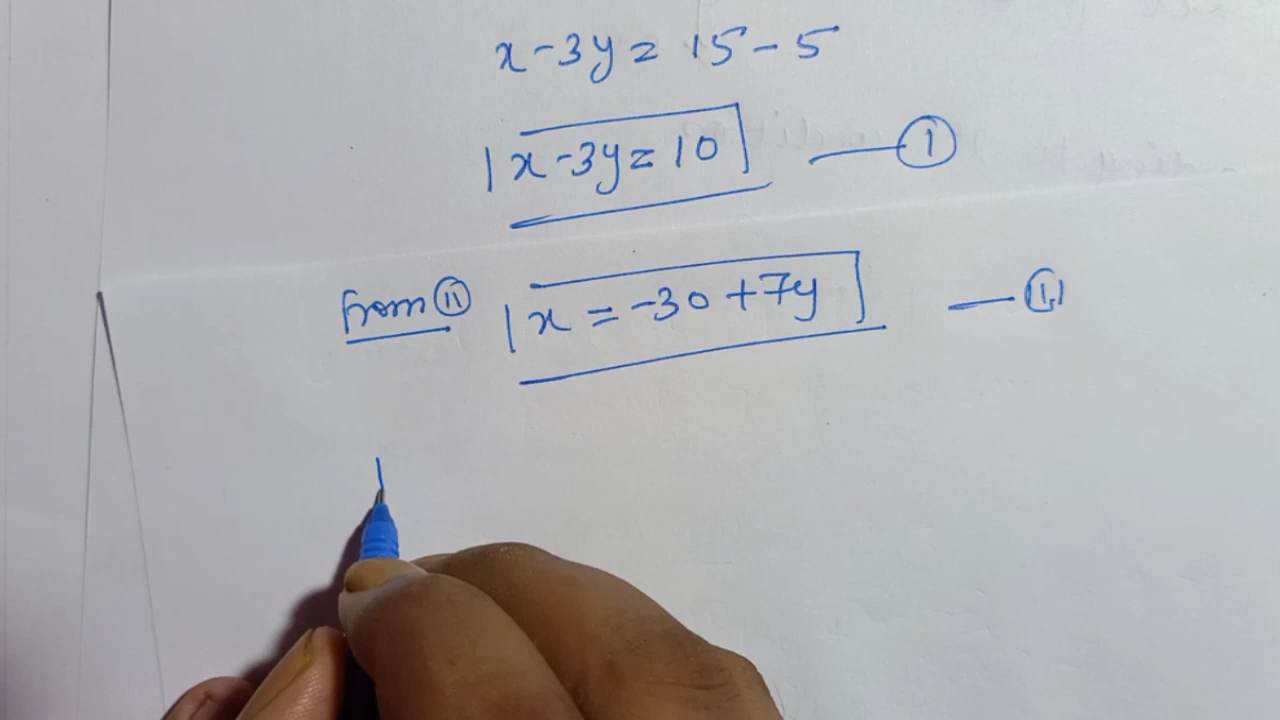 x-3y = 15-5
x-3y = 10 — ①
From ⑪ x = -30+7y — ⑪